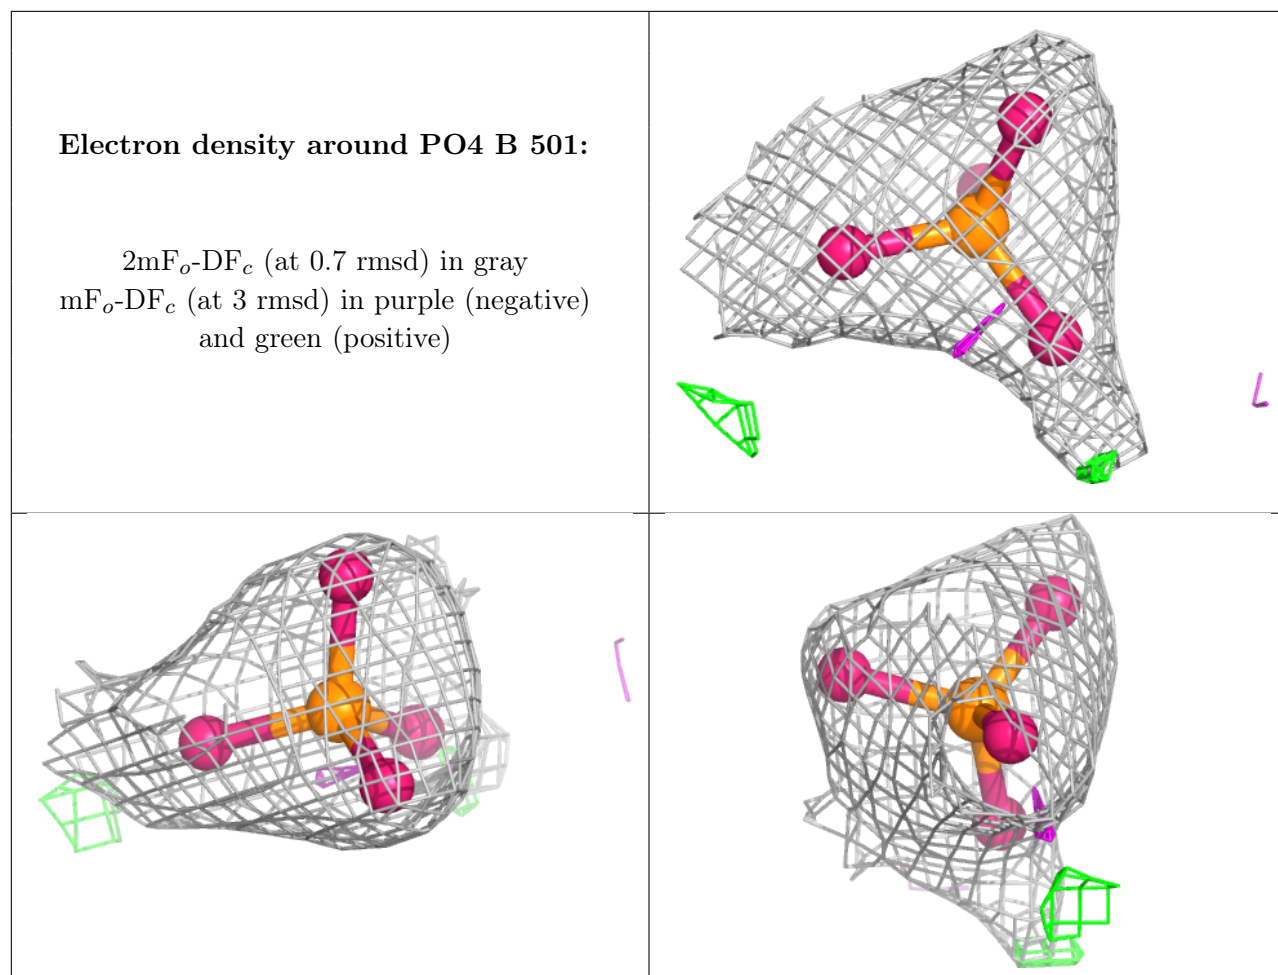 Electron density around PO4 B 501:
2mFₒ-DF𝑐 (at 0.7 rmsd) in gray
mFₒ-DF𝑐 (at 3 rmsd) in purple (negative)
and green (positive)